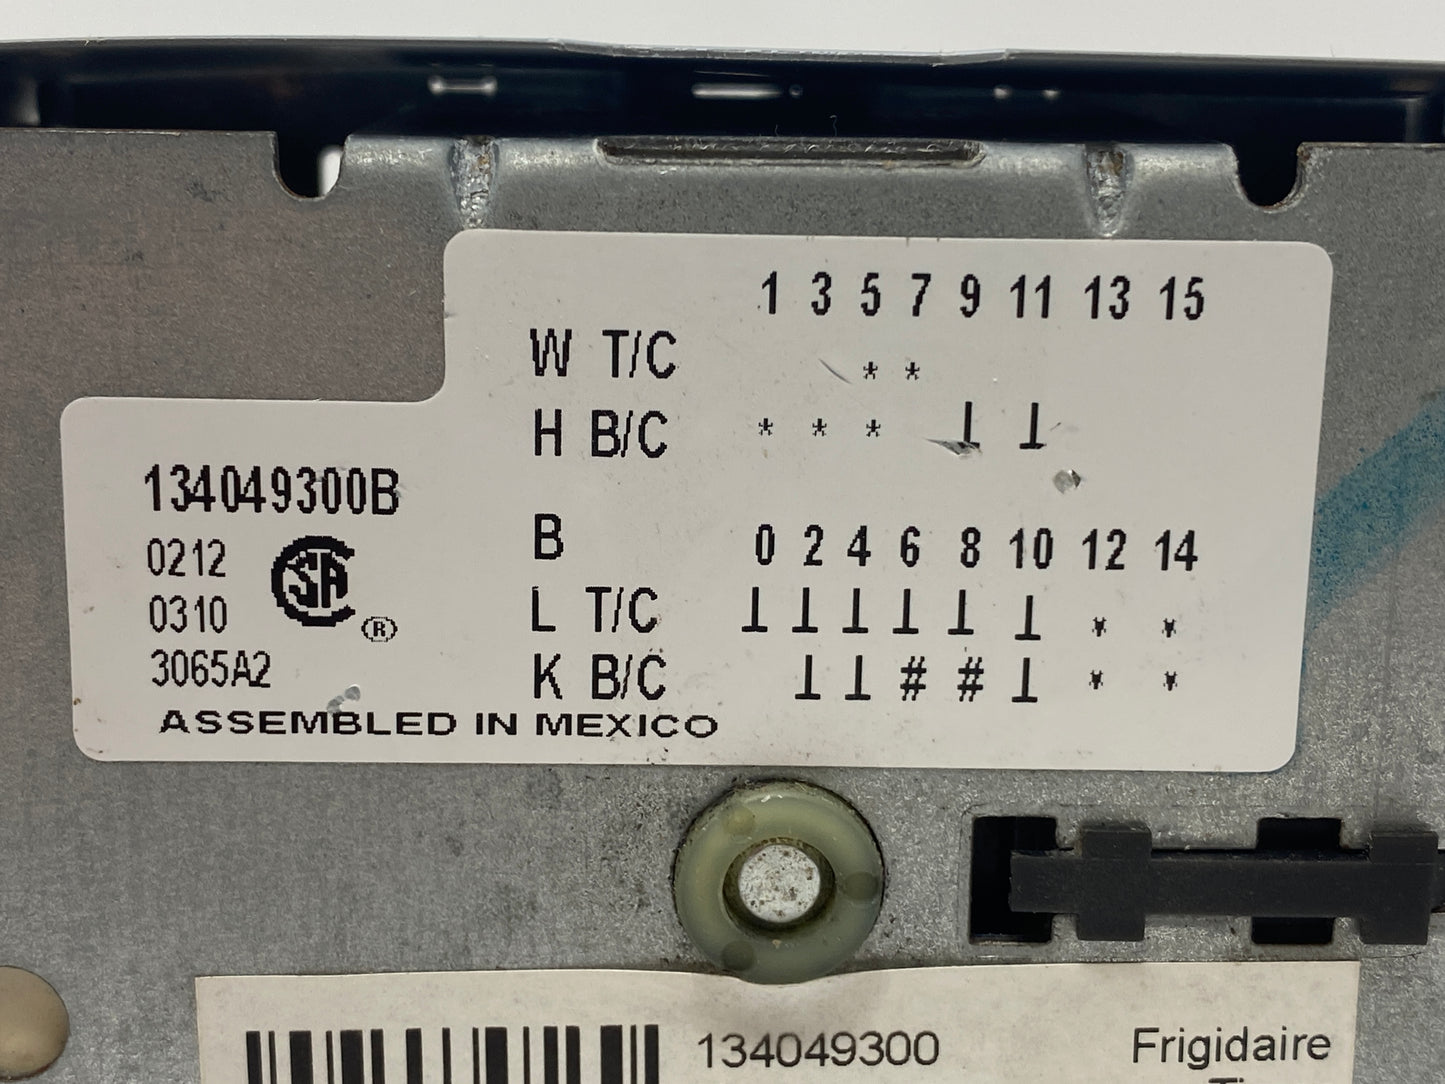 1 3 5 7 9 11 13 15
W T/C * *
H B/C * * * ⊥ ⊥
134049300B
B 0 2 4 6 8 10 12 14
0212
CSA ®
0310
L T/C ⊥ ⊥ ⊥ ⊥ ⊥ ⊥ * *
3065A2
K B/C ⊥ ⊥ # # ⊥ * *
ASSEMBLED IN MEXICO
134049300
Frigidaire